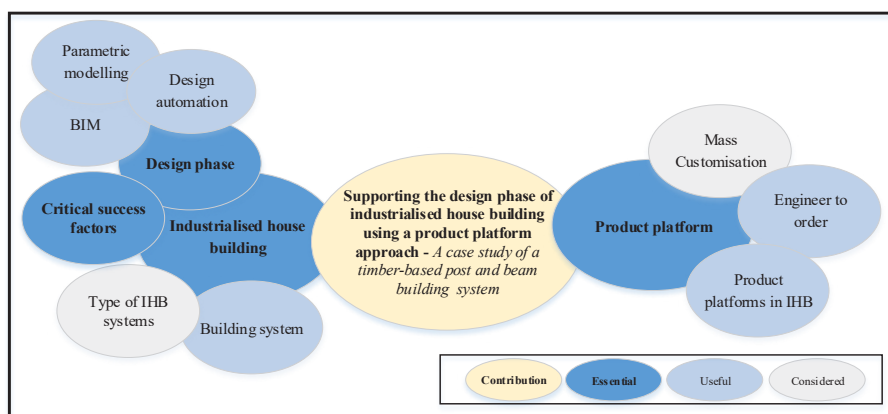 Parametric
modelling
Design
automation
BIM
Design phase
Critical success
factors
Industrialised house
building
Type of IHB
systems
Building system
Supporting the design phase of
industrialised house building
using a product platform
approach - A case study of a
timber-based post and beam
building system
Mass
Customisation
Product platform
Engineer to
order
Product
platforms in IHB
Contribution
Essential
Useful
Considered